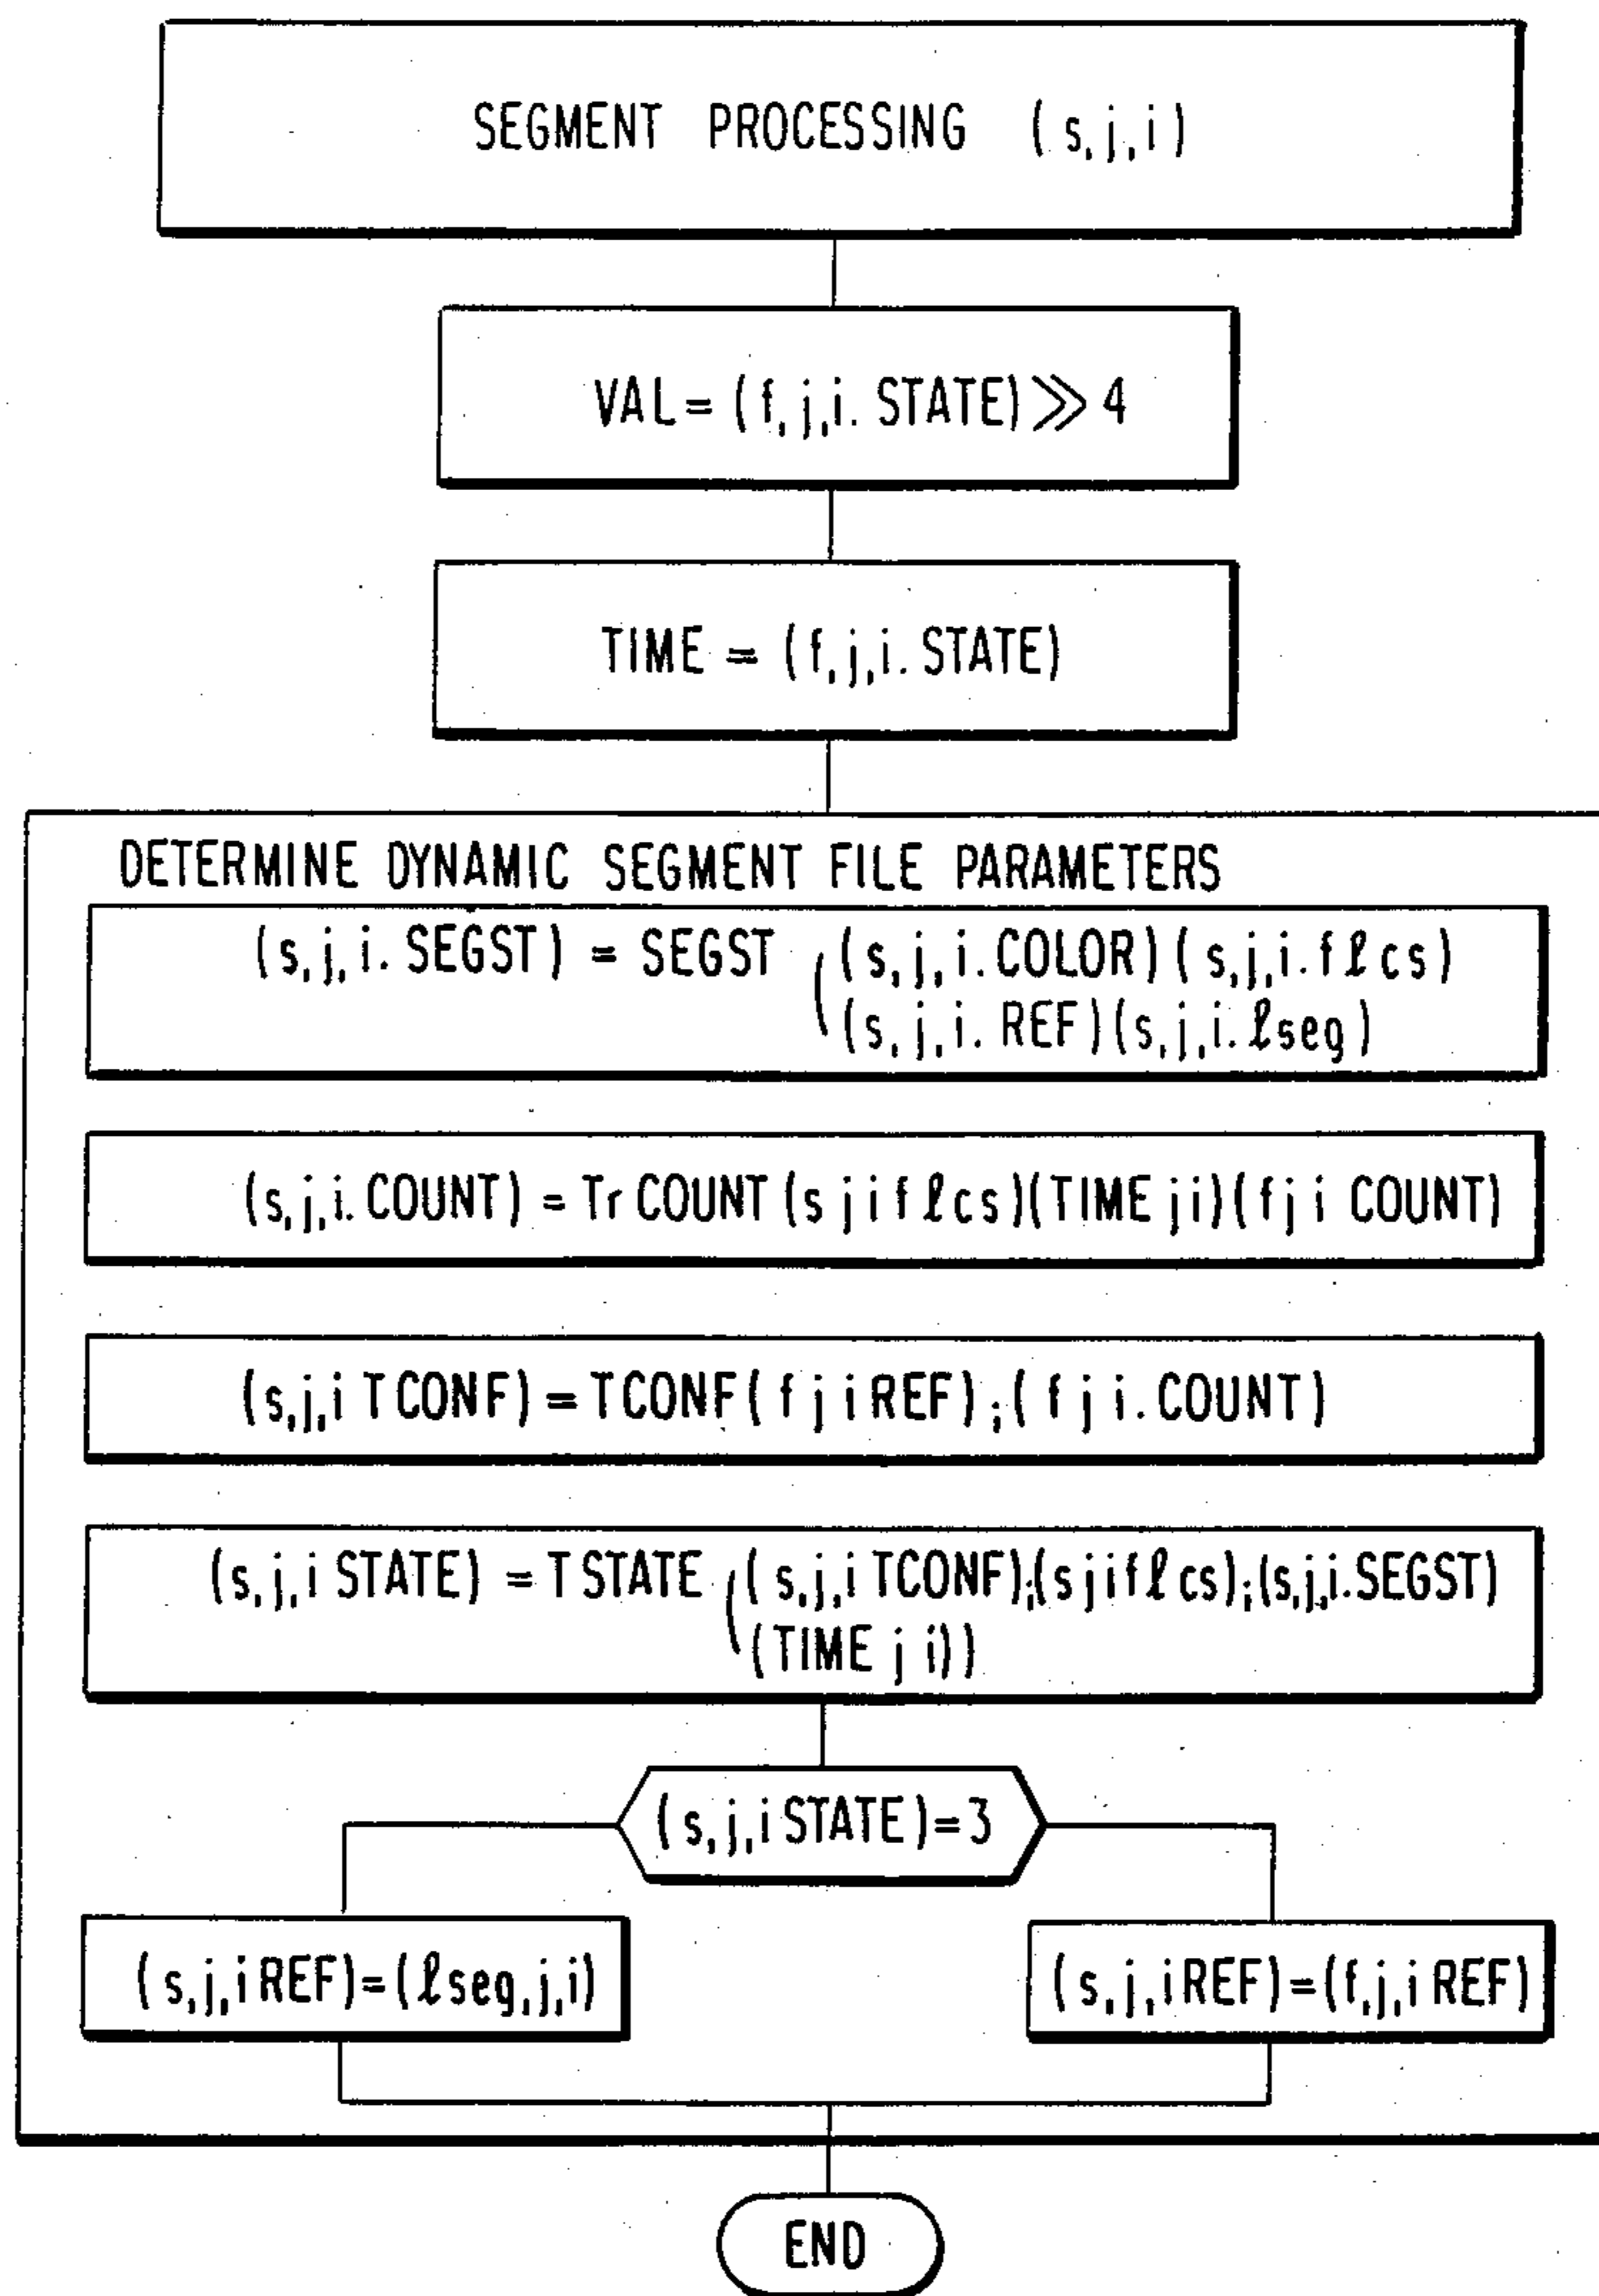 SEGMENT PROCESSING (s,j,i)
VAL=(f,j,i.STATE)≫4
TIME = (f,j,i.STATE)
DETERMINE DYNAMIC SEGMENT FILE PARAMETERS
(s,j,i.SEGST) = SEGST ((s,j,i.COLOR)(s,j,i.fℓcs)
(s,j,i.REF)(s,j,i.ℓseg)
(s,j,i.COUNT) = Tr COUNT (s j i f ℓ cs)(TIME ji)(f j i COUNT)
(s,j,i TCONF) = TCONF(f j i REF);(f j i.COUNT)
(s,j,i STATE) = T STATE ((s,j,i TCONF);(s j i f ℓ cs);(s,j,i.SEGST)
(TIME j i))
(s,j,i STATE)=3
(s,j,i REF)=(ℓseg,j,i)
(s,j,i REF)=(f,j,i REF)
END